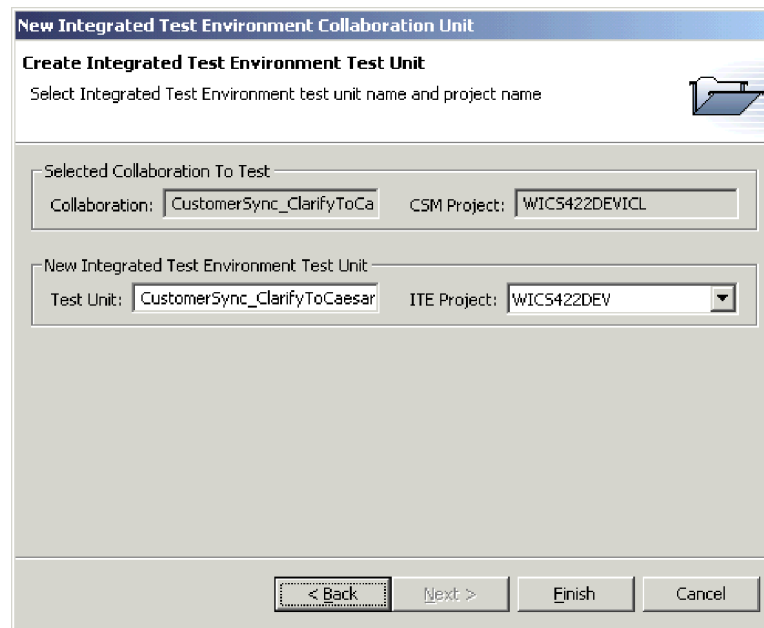 New Integrated Test Environment Collaboration Unit
Create Integrated Test Environment Test Unit
Select Integrated Test Environment test unit name and project name
Selected Collaboration To Test
Collaboration: CustomerSync_ClarifyToCa CSM Project: WICS422DEVICL
New Integrated Test Environment Test Unit
Test Unit: CustomerSync_ClarifyToCaesar ITE Project: WICS422DEV
< Back Next > Finish Cancel